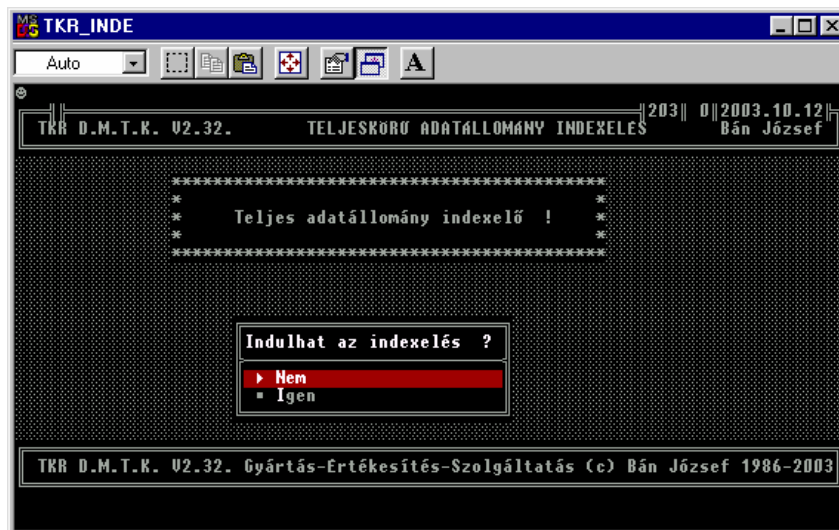 TKR_INDE
Auto
A
203 0 2003.10.12
TKR D.M.T.K. V2.32. TELJESKÖRŰ ADATÁLLOMÁNY INDEXELÉS Bán József
*****************************************
* *
* Teljes adatállomány indexelő ! *
* *
*****************************************
Indulhat az indexelés ?
Nem
Igen
TKR D.M.T.K. V2.32. Gyártás-Értékesítés-Szolgáltatás (c) Bán József 1986-2003